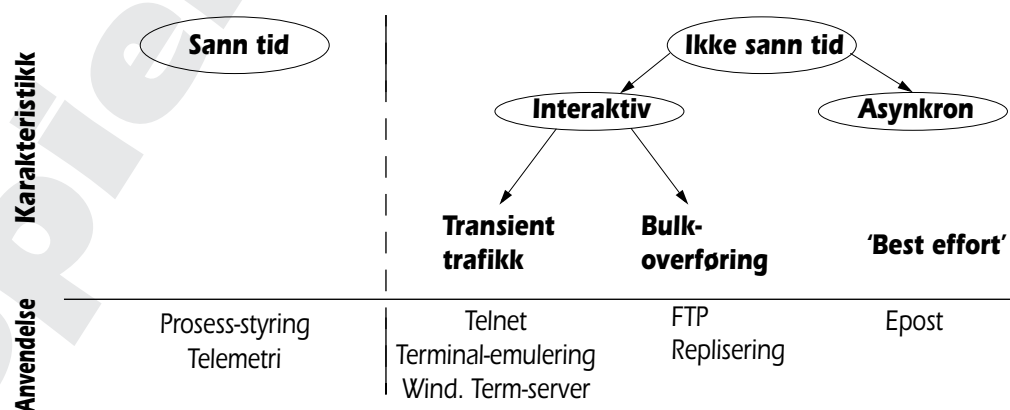 Karakteristikk
Sann tid
Ikke sann tid
Interaktiv
Asynkron
Transient
trafikk
Bulk-
overføring
‘Best effort’
Anvendelse
Prosess-styring
Telemetri
Telnet
Terminal-emulering
Wind. Term-server
FTP
Replisering
Epost